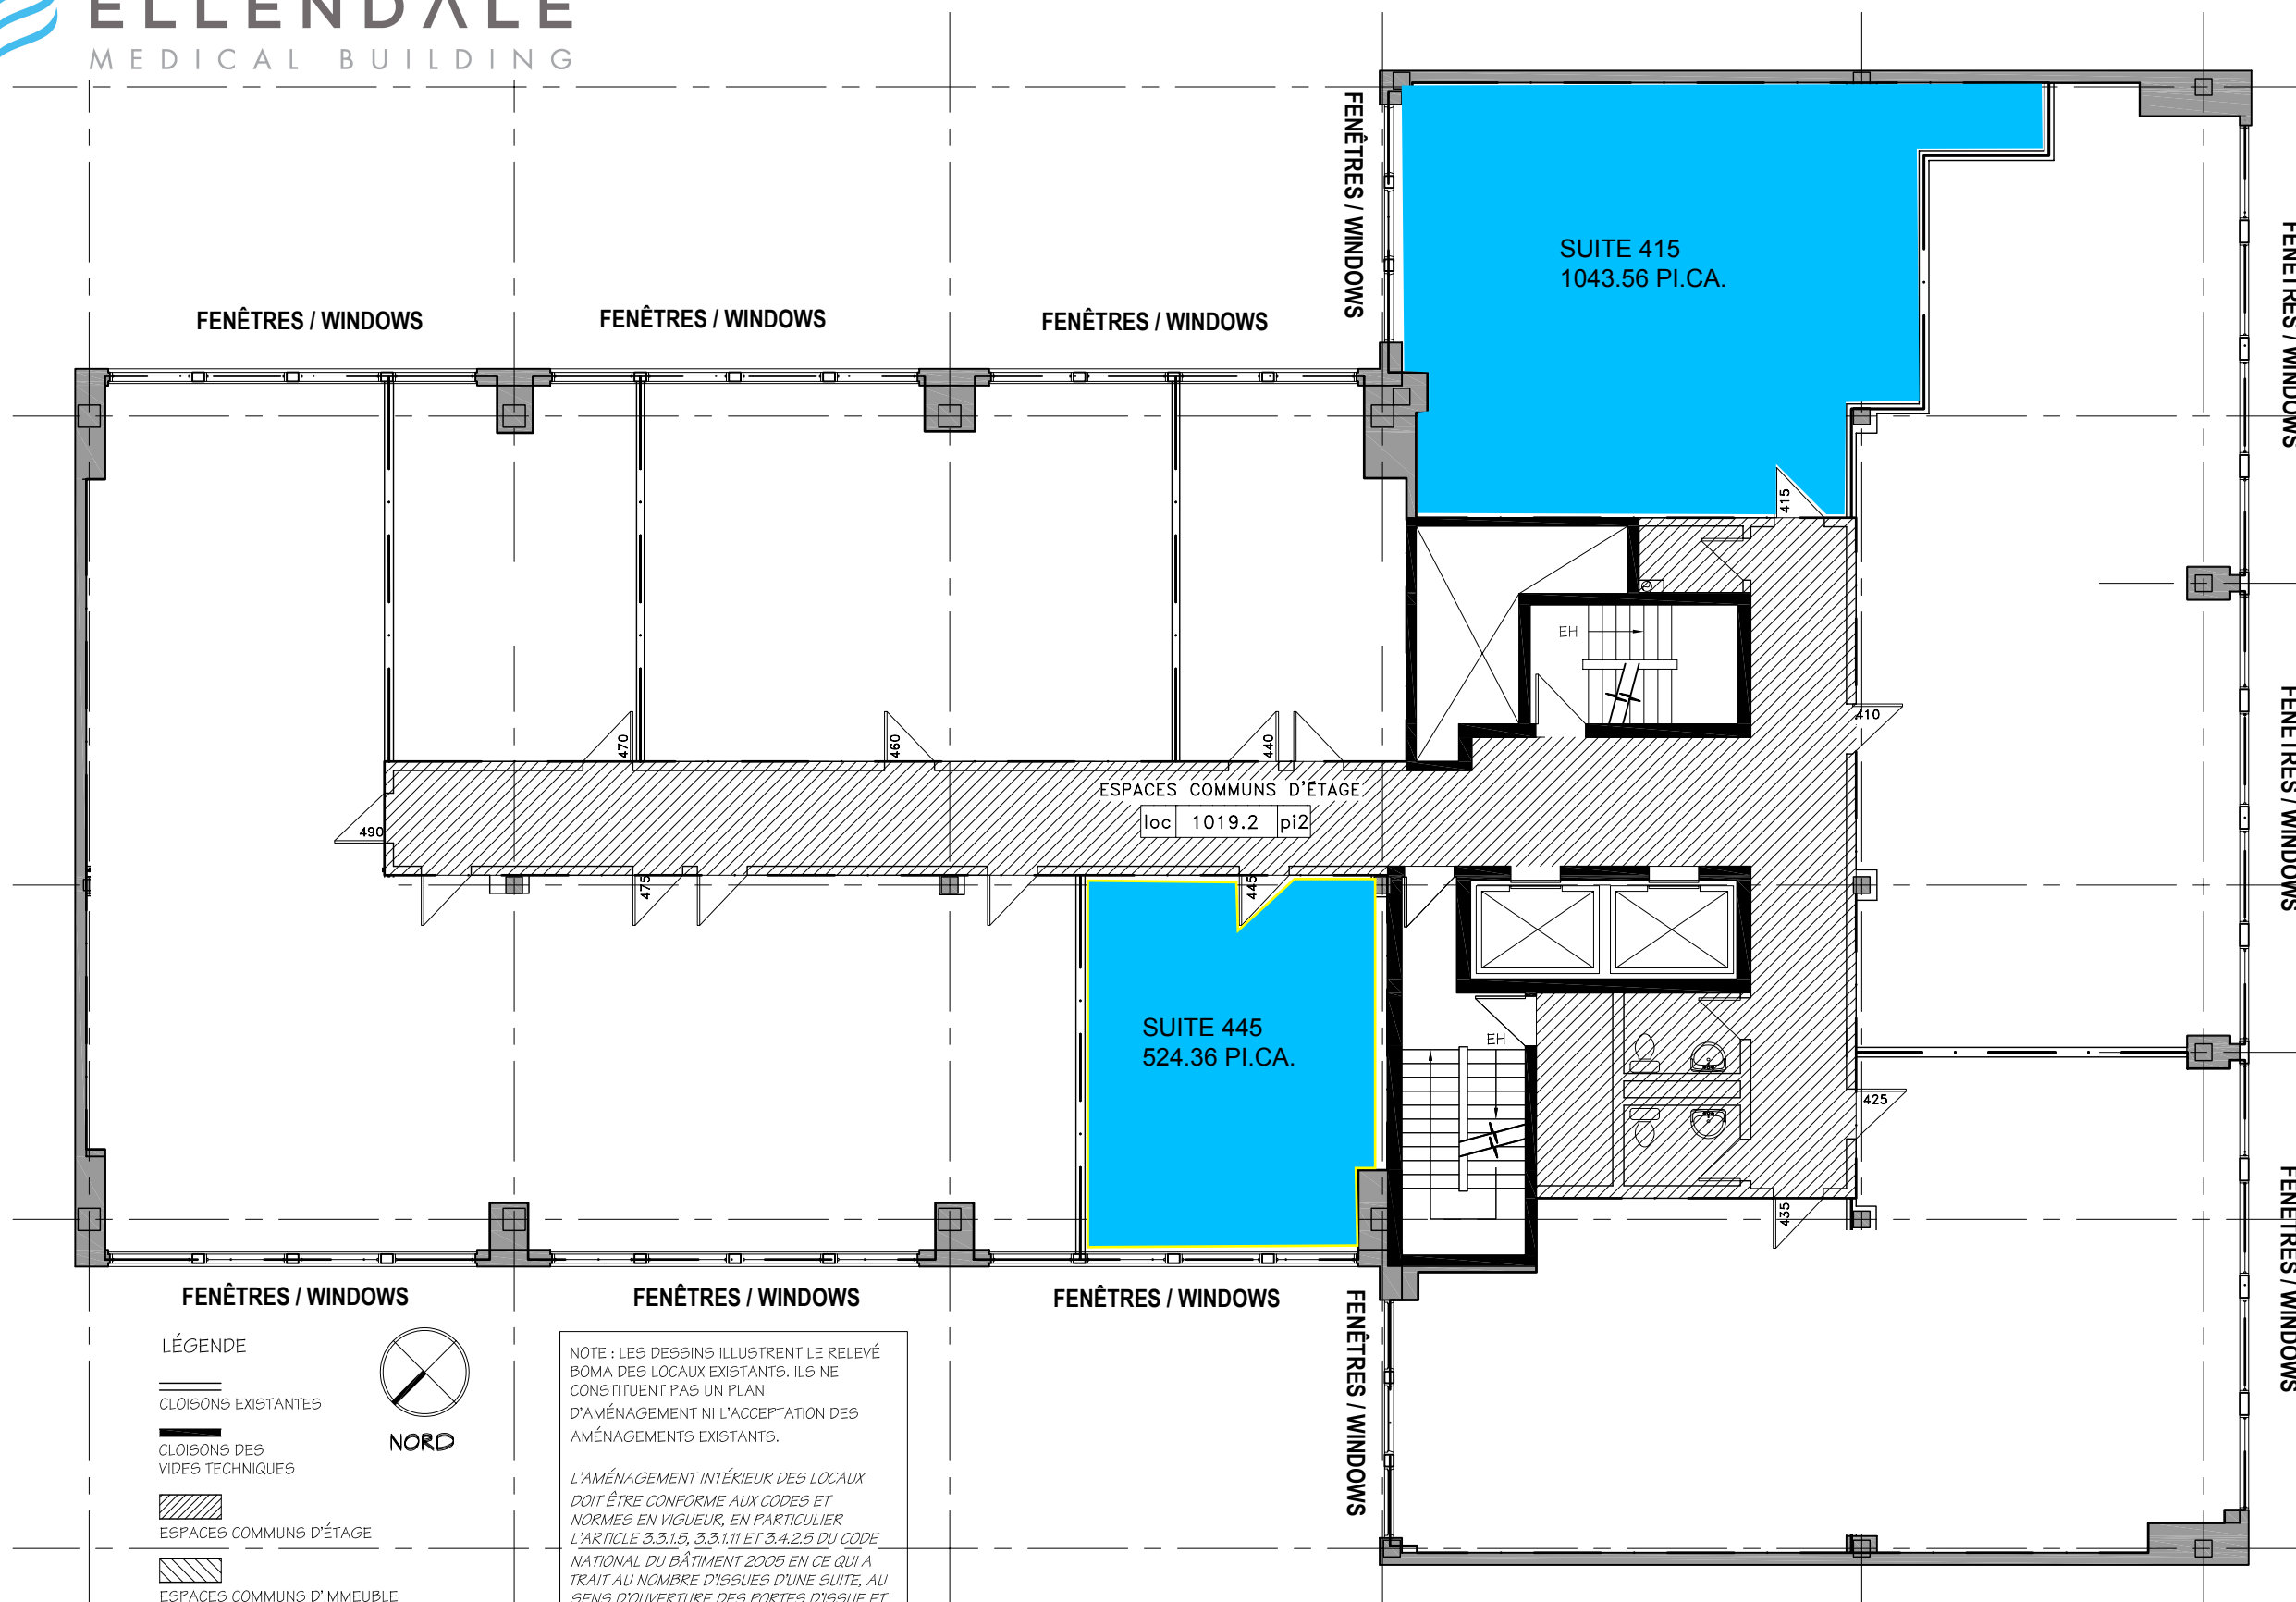 ELLENDALE
MEDICAL BUILDING
FENÊTRES / WINDOWS
FENÊTRES / WINDOWS
FENÊTRES / WINDOWS
FENÊTRES / WINDOWS
SUITE 415
1043.56 PI.CA.
FENÊTRES / WINDOWS
415
EH
410
470
460
440
ESPACES COMMUNS D'ÉTAGE
loc 1019.2 pi2
490
475
445
FENÊTRES / WINDOWS
SUITE 445
524.36 PI.CA.
EH
425
435
FENÊTRES / WINDOWS
FENÊTRES / WINDOWS
FENÊTRES / WINDOWS
FENÊTRES / WINDOWS
FENÊTRES / WINDOWS
LÉGENDE
CLOISONS EXISTANTES
CLOISONS DES
VIDES TECHNIQUES
ESPACES COMMUNS D'ÉTAGE
ESPACES COMMUNS D'IMMEUBLE
NORD
NOTE : LES DESSINS ILLUSTRENT LE RELEVÉ
BOMA DES LOCAUX EXISTANTS. ILS NE
CONSTITUENT PAS UN PLAN
D'AMÉNAGEMENT NI L'ACCEPTATION DES
AMÉNAGEMENTS EXISTANTS.
L'AMÉNAGEMENT INTÉRIEUR DES LOCAUX
DOIT ÊTRE CONFORME AUX CODES ET
NORMES EN VIGUEUR, EN PARTICULIER
L'ARTICLE 3.3.1.5, 3.3.1.11 ET 3.4.2.5 DU CODE
NATIONAL DU BÂTIMENT 2005 EN CE QUI A
TRAIT AU NOMBRE D'ISSUES D'UNE SUITE, AU
SENS D'OUVERTURE DES PORTES D'ISSUE ET